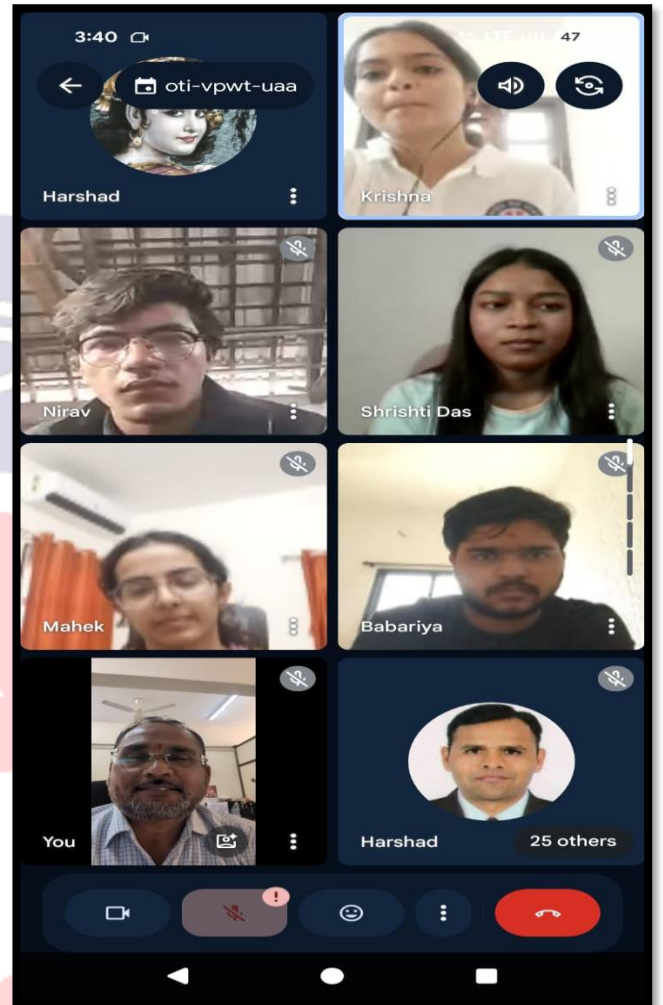 3:40
47
oti-vpwt-uaa
Harshad
Krishna
Nirav
Shrishti Das
Mahek
Babariya
You
Harshad
25 others